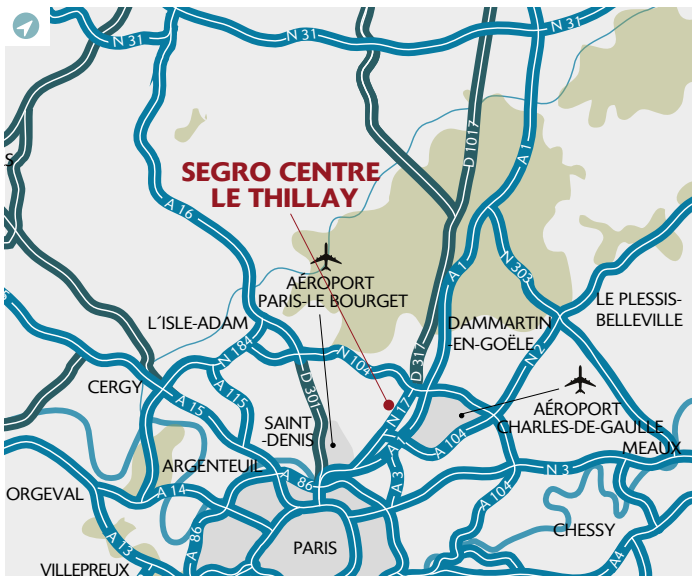 N 31
N 31
N 31
S
D 1017
A 1
SEGRO CENTRE
LE THILLAY
A 16
A 1
N 303
AÉROPORT
PARIS-LE BOURGET
LE PLESSIS-
BELLEVILLE
L´ISLE-ADAM
DAMMARTIN
-EN-GOËLE
N 184
N 104
D 317
N 2
CERGY
A 115
D 301
A 15
N 17
AÉROPORT
CHARLES-DE-GAULLE
SAINT
-DENIS
A 1
A 104
MEAUX
ARGENTEUIL
A 86
A 3
N 3
ORGEVAL
A 14
A 104
A 13
A 86
CHESSY
PARIS
A4
VILLEPREUX